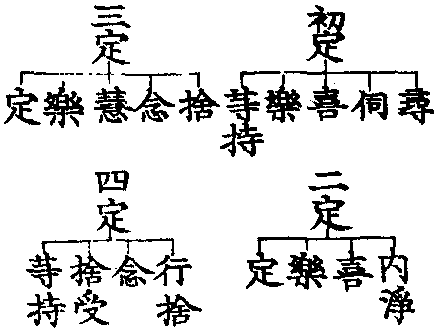 初定
尋
伺
喜
樂
等持
二定
內淨
喜
樂
定
三定
捨
念
慧
樂
定
四定
行捨
念
捨受
等持